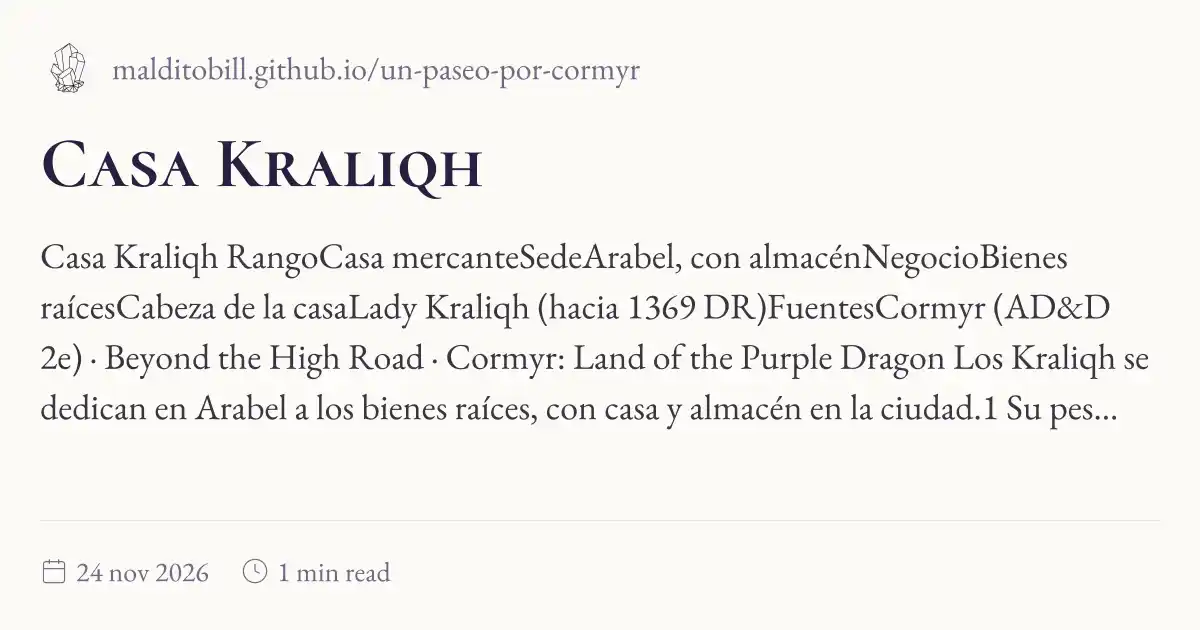 malditobill.github.io/un-paseo-por-cormyr
Casa Kraliqh
Casa Kraliqh RangoCasa mercanteSedeArabel, con almacénNegocioBienes
raícesCabeza de la casaLady Kraliqh (hacia 1369 DR)FuentesCormyr (AD&D
2e) · Beyond the High Road · Cormyr: Land of the Purple Dragon Los Kraliqh se
dedican en Arabel a los bienes raíces, con casa y almacén en la ciudad.1 Su pes...
24 nov 2026
1 min read